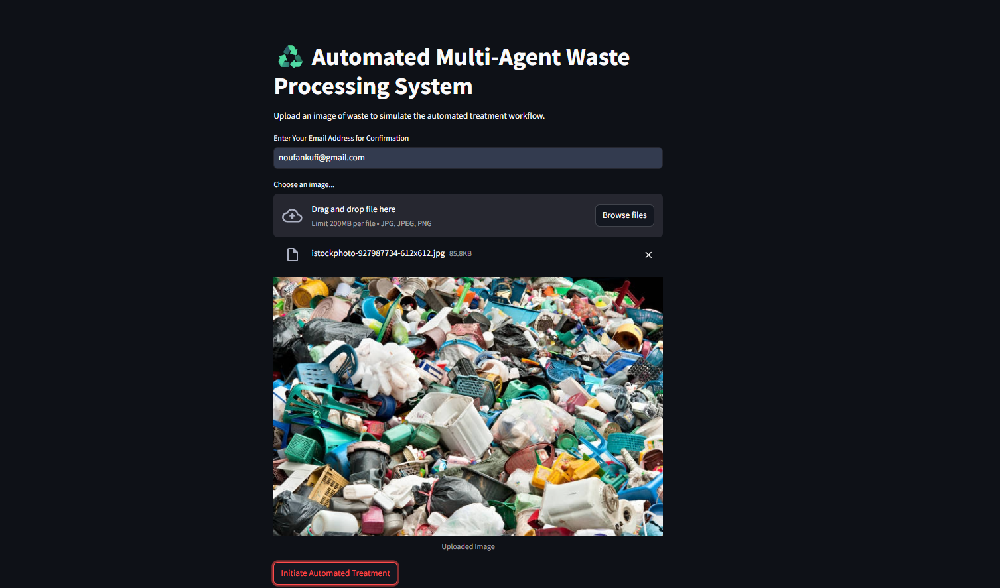 Automated Multi-Agent Waste
Processing System
Upload an image of waste to simulate the automated treatment workflow.
Enter Your Email Address for Confirmation
noufankufi@gmail.com
Choose an image...
Drag and drop file here
Limit 200MB per file • JPG, JPEG, PNG
Browse files
istockphoto-927987734-612x612.jpg 85.8KB
Uploaded Image
Initiate Automated Treatment